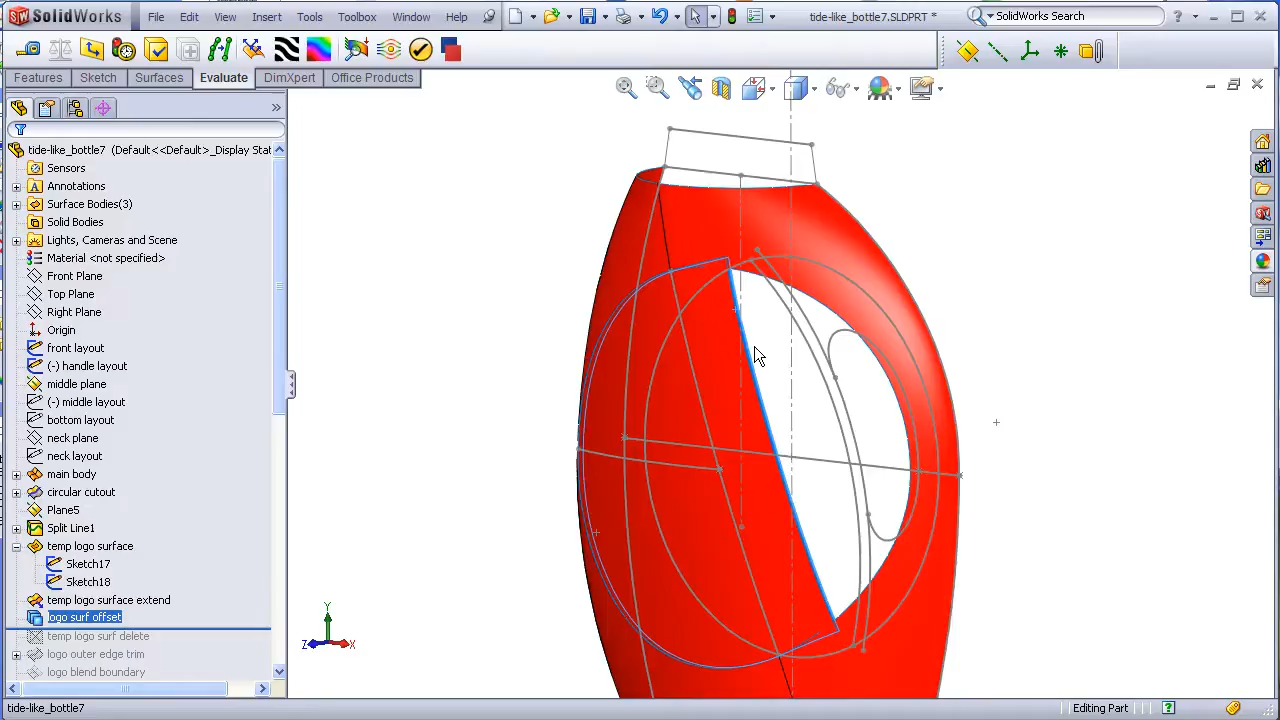 SolidWorks File Edit View Insert Tools Toolbox Window Help tide-like_bottle7.SLDPRT * SolidWorks Search ?
Features Sketch Surfaces Evaluate DimXpert Office Products
tide-like_bottle7 (Default<<Default>_Display Stat
Sensors
Annotations
Surface Bodies(3)
Solid Bodies
Lights, Cameras and Scene
Material <not specified>
Front Plane
Top Plane
Right Plane
Origin
front layout
(-) handle layout
middle plane
(-) middle layout
bottom layout
neck plane
neck layout
main body
circular cutout
Plane5
Split Line1
temp logo surface
Sketch17
Sketch18
temp logo surface extend
logo surf offset
temp logo surf delete
logo outer edge trim
logo blend boundary
Y
Z
X
tide-like_bottle7 Editing Part ?